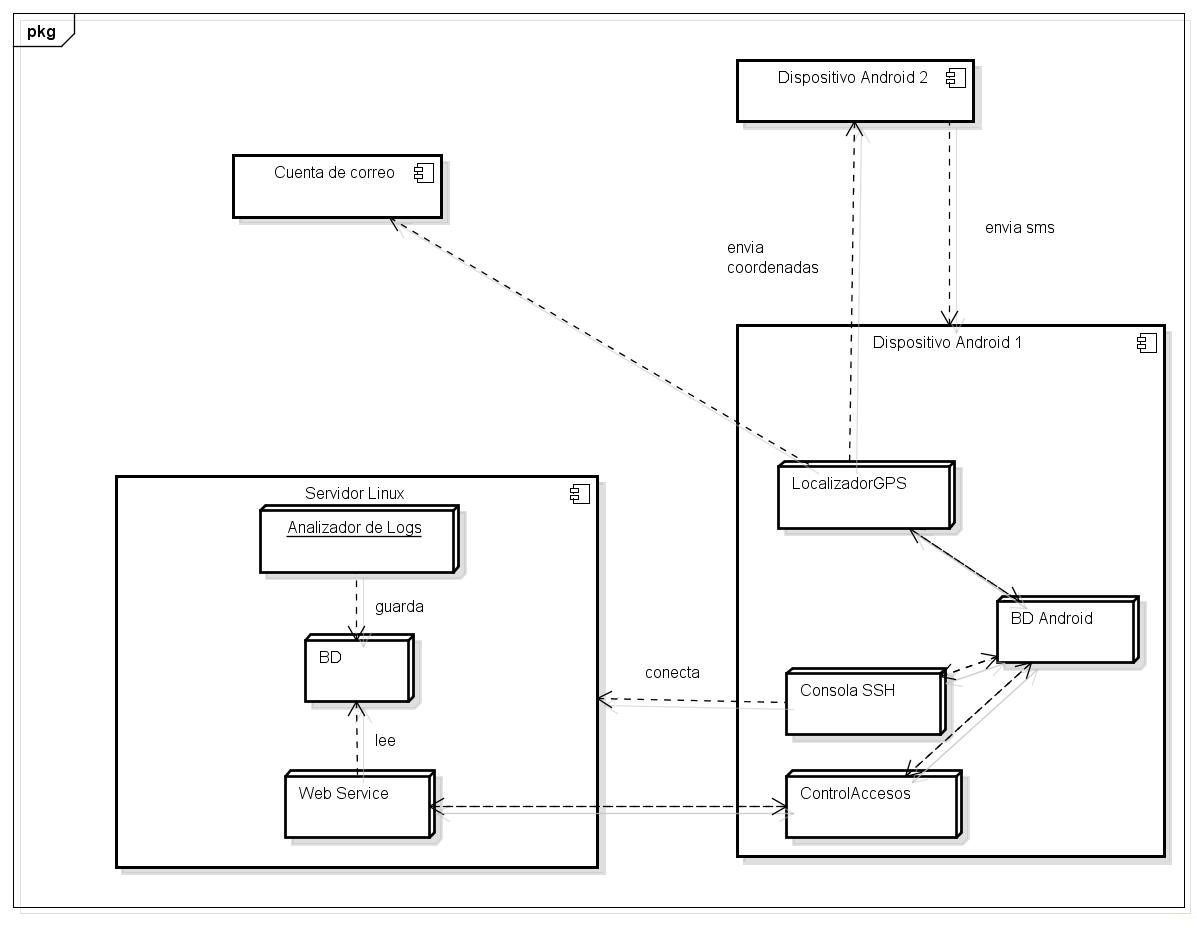 pkg
Dispositivo Android 2
Cuenta de correo
envia sms
envia
coordenadas
Dispositivo Android 1
LocalizadorGPS
Servidor Linux
Analizador de Logs
guarda
BD Android
BD
conecta
Consola SSH
lee
Web Service
ControlAccesos